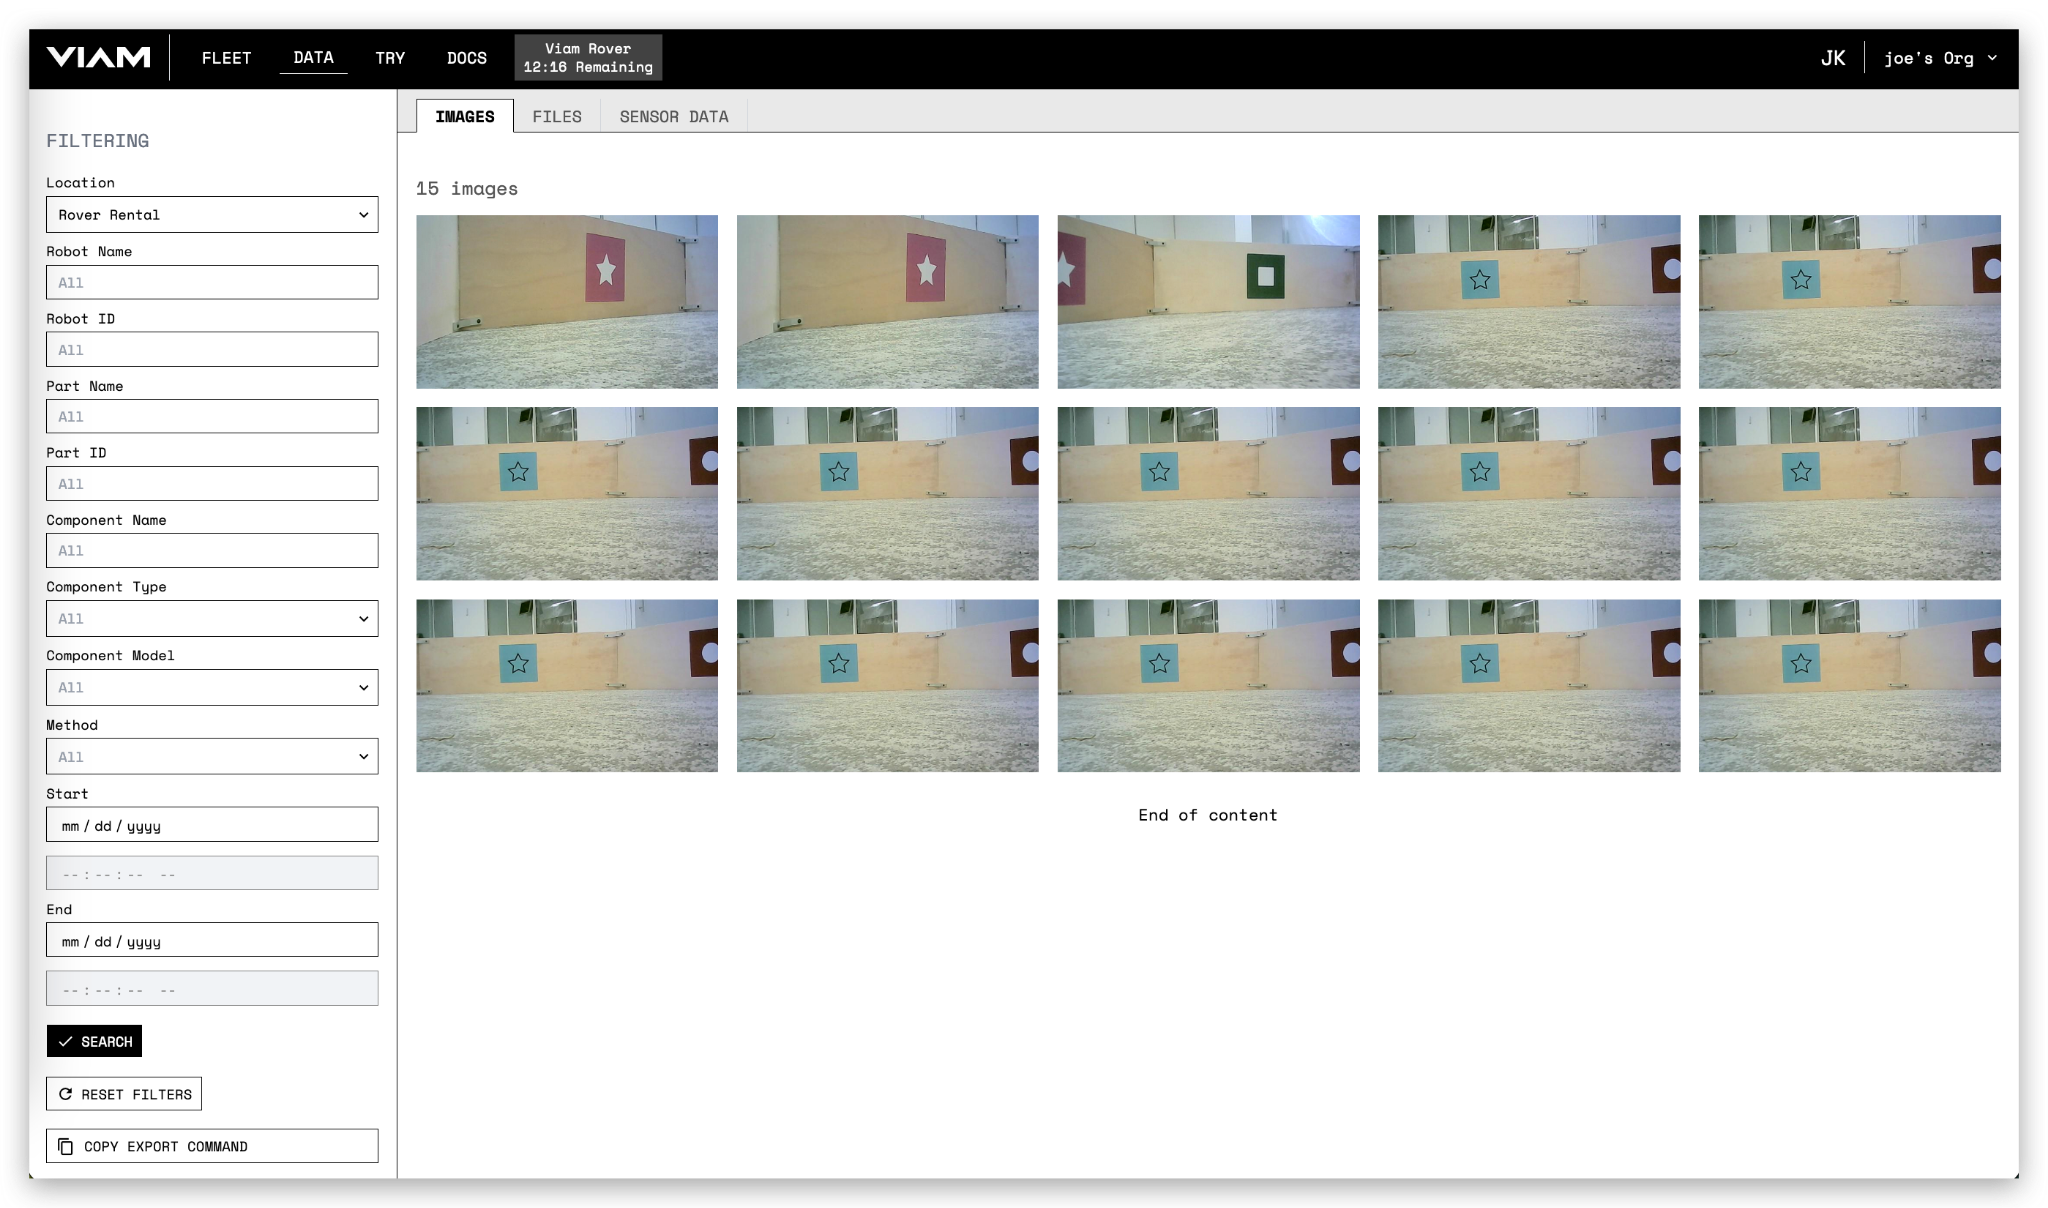 VIAM
FLEET
DATA
TRY
DOCS
Viam Rover
12:16 Remaining
JK
joe's Org
FILTERING
Location
Rover Rental
Robot Name
All
Robot ID
All
Part Name
All
Part ID
All
Component Name
All
Component Type
All
Component Model
All
Method
All
Start
mm/dd/yyyy
--:--:-- --
End
mm/dd/yyyy
--:--:-- --
SEARCH
RESET FILTERS
COPY EXPORT COMMAND
IMAGES
FILES
SENSOR DATA
15 images
End of content